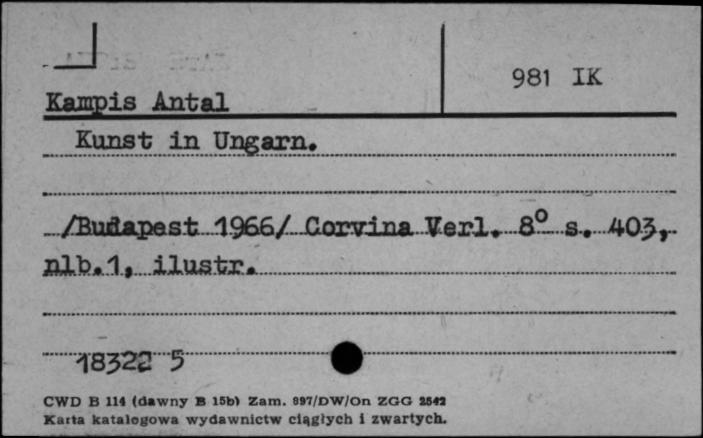 981 IK
Kampis Antal
Kunst in Ungarn.
/Budapest 1966/ Corvina Verl. 8° s. 403,
nlb.1, ilustr.
18322 5
CWD B 114 (dawny B 15b) Zam. 897/DW/On ZGG 2542
Karta katalogowa wydawnictw ciągłych i zwartych.